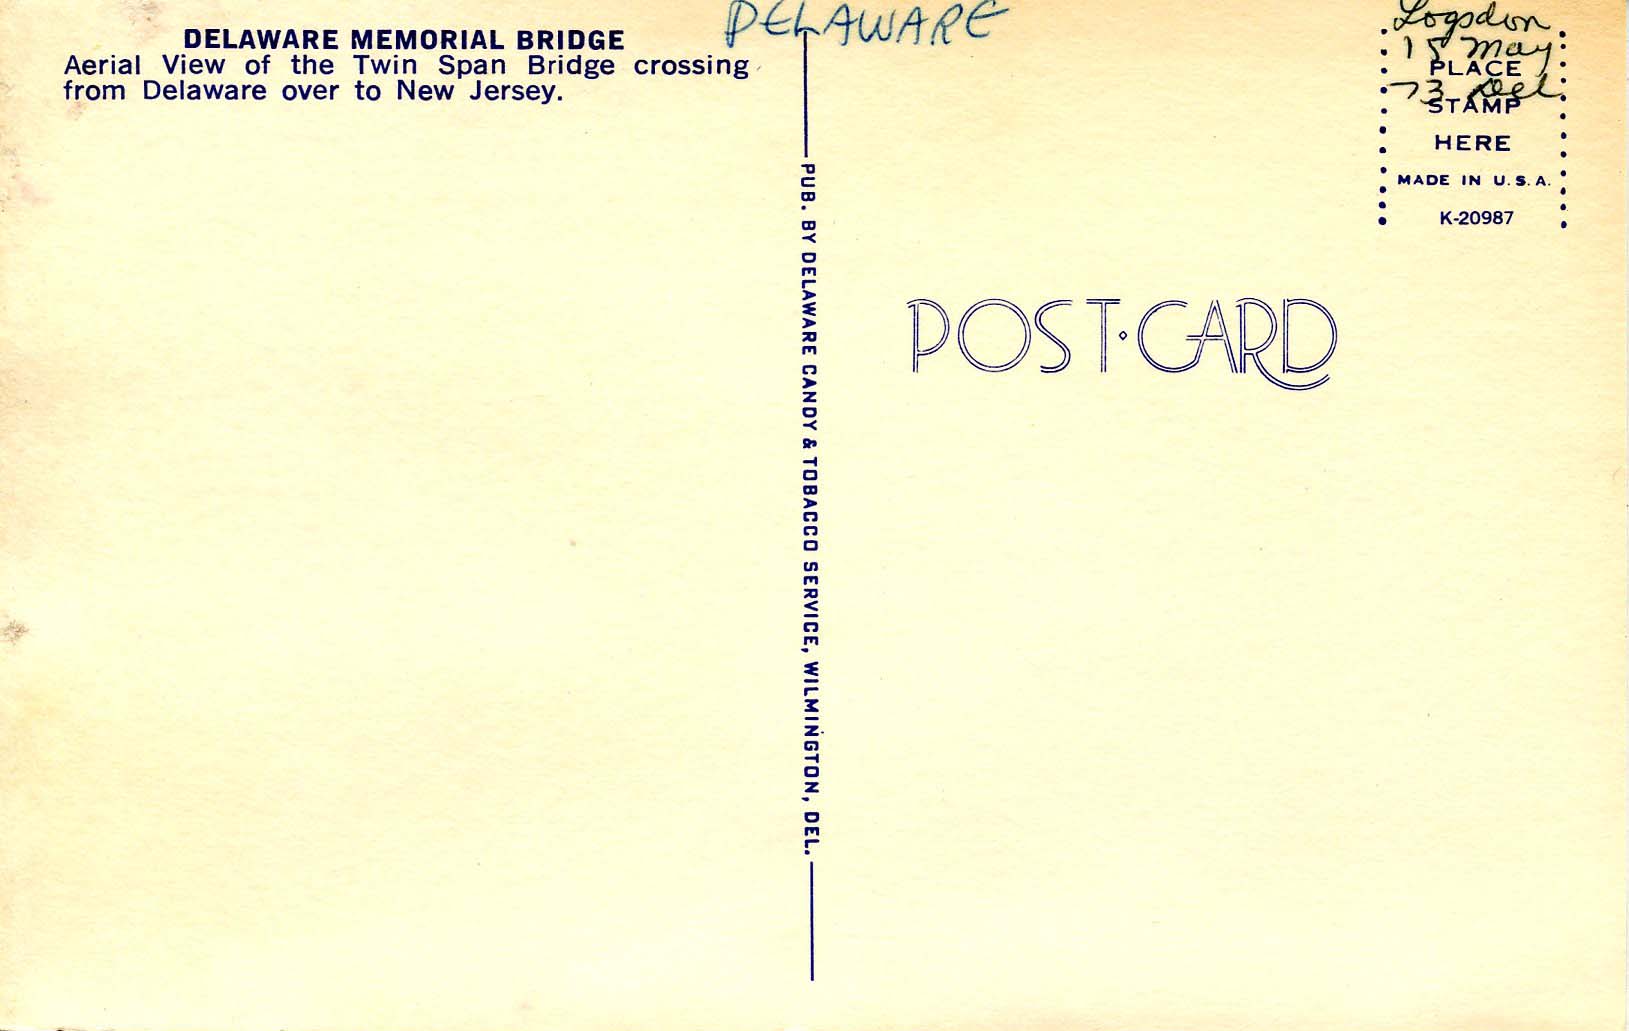 DELAWARE
DELAWARE MEMORIAL BRIDGE
Aerial View of the Twin Span Bridge crossing
from Delaware over to New Jersey.
PUB. BY DELAWARE CANDY & TOBACCO SERVICE, WILMINGTON, DEL.
Logsdon
15 May
73 Del
PLACE
STAMP
HERE
MADE IN U.S.A.
K-20987
POST·CARD